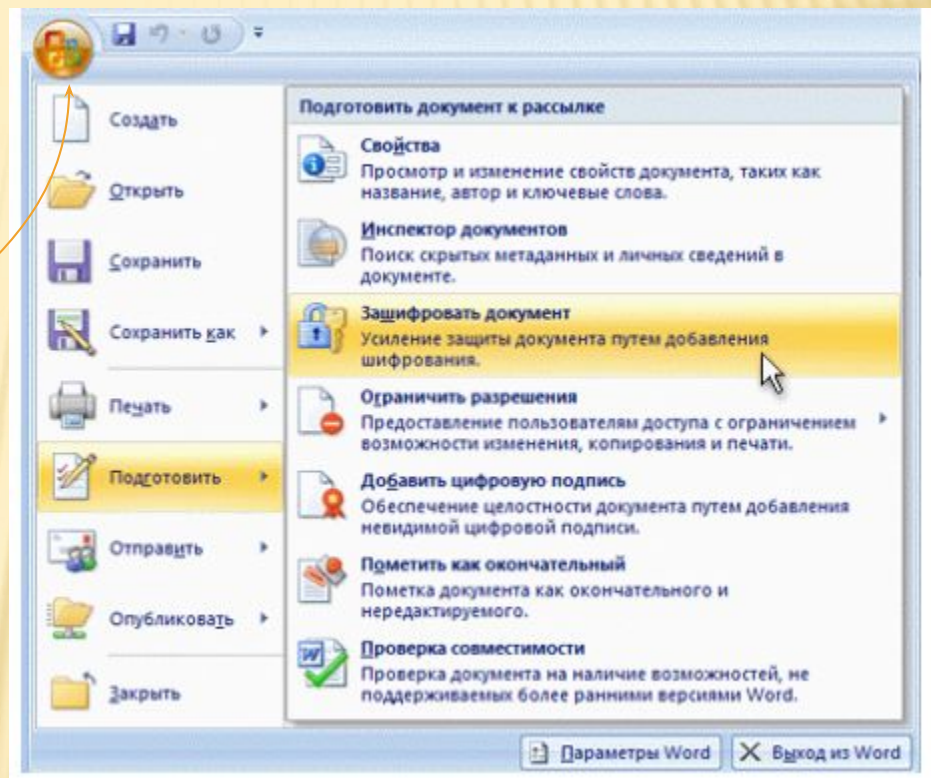 Создать
Открыть
Сохранить
Сохранить как
Печать
Подготовить
Отправить
Опубликовать
Закрыть
Подготовить документ к рассылке
Свойства
Просмотр и изменение свойств документа, таких как
название, автор и ключевые слова.
Инспектор документов
Поиск скрытых метаданных и личных сведений в
документе.
Зашифровать документ
Усиление защиты документа путем добавления
шифрования.
Ограничить разрешения
Предоставление пользователям доступа с ограничением
возможности изменения, копирования и печати.
Добавить цифровую подпись
Обеспечение целостности документа путем добавления
невидимой цифровой подписи.
Пометить как окончательный
Пометка документа как окончательного и
нередактируемого.
Проверка совместимости
Проверка документа на наличие возможностей, не
поддерживаемых более ранними версиями Word.
Параметры Word
Выход из Word